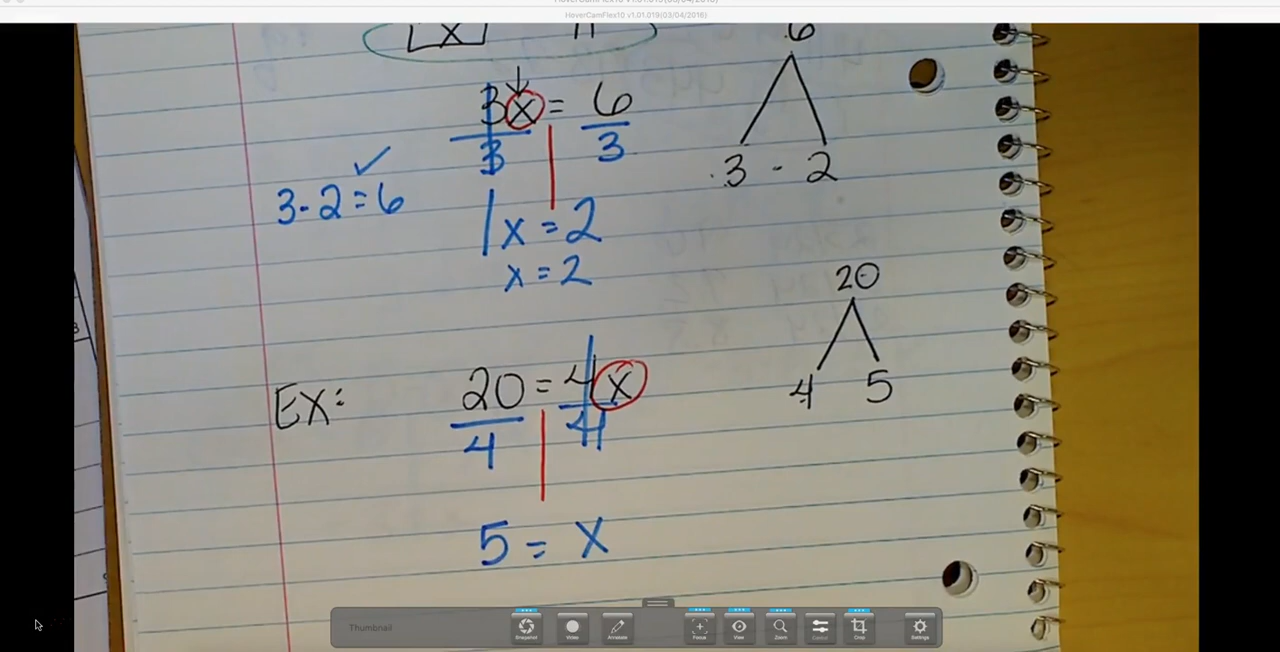 HoverCamFlex10 v1.01.019(03/04/2016)
x
6
3x = 6
3 3
3 - 2
3 - 2 = 6 ✓
1x = 2
x = 2
20
4 5
EX: 20 = 4x
4 4
5 = x
Thumbnail
Snapshot
Video
Annotate
Focus
View
Zoom
Crop
Settings